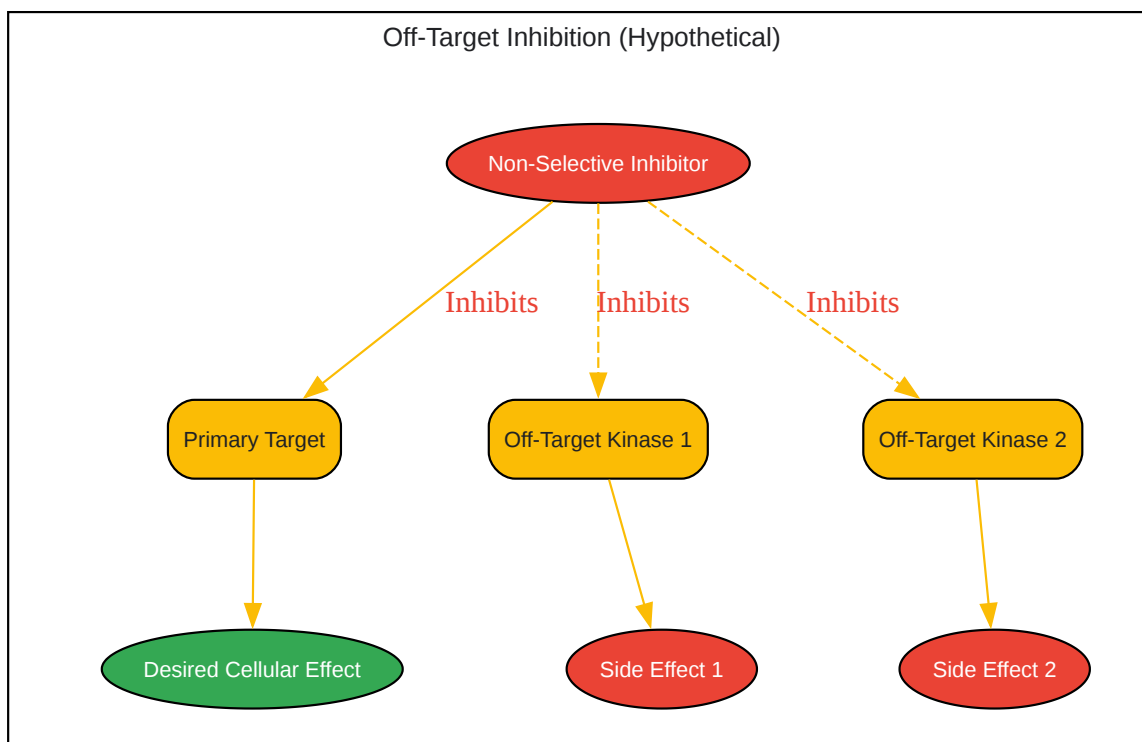 Off-Target Inhibition (Hypothetical)
Non-Selective Inhibitor
Inhibits
Inhibits
Inhibits
Primary Target
Off-Target Kinase 1
Off-Target Kinase 2
Desired Cellular Effect
Side Effect 1
Side Effect 2